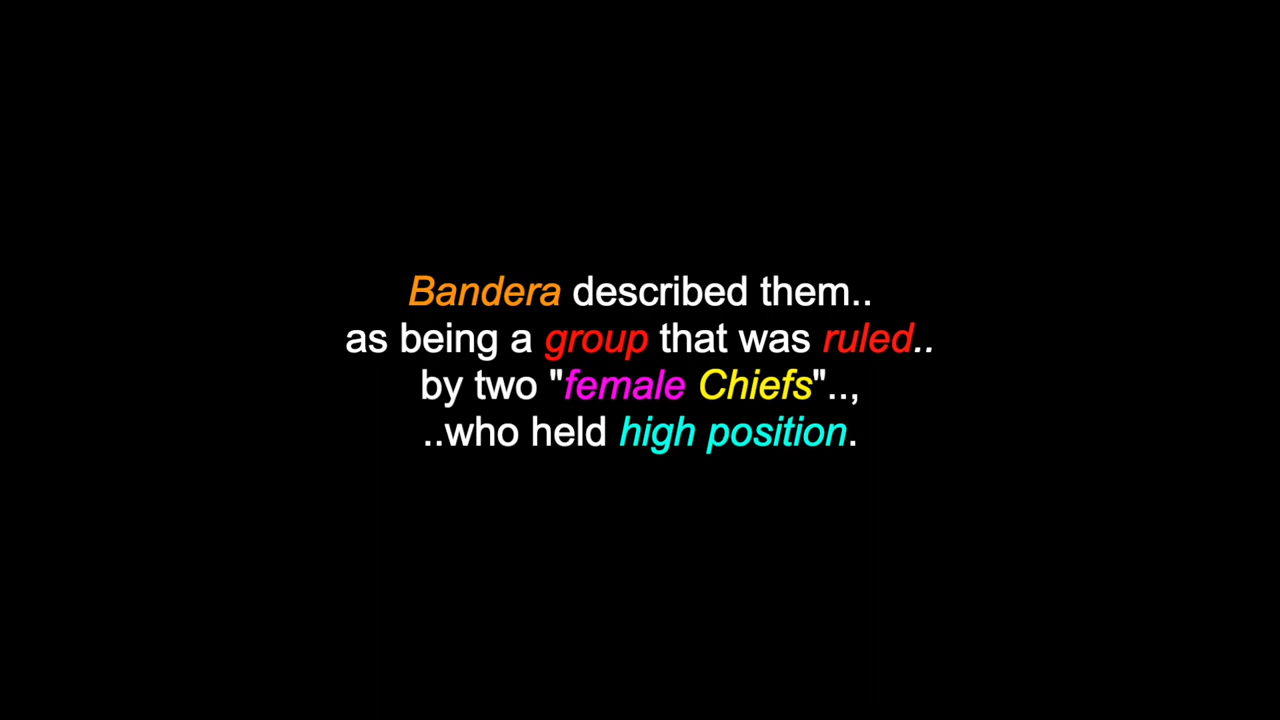 Bandera described them..
as being a group that was ruled..
by two "female Chiefs"..,
..who held high position.